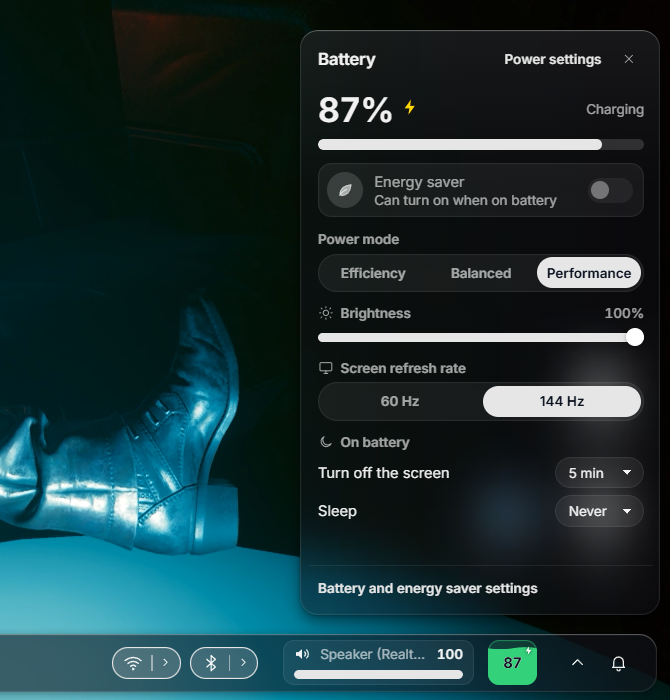 Battery
Power settings
87%
Charging
Energy saver
Can turn on when on battery
Power mode
Efficiency Balanced Performance
Brightness 100%
Screen refresh rate
60 Hz 144 Hz
On battery
Turn off the screen 5 min
Sleep Never
Battery and energy saver settings
Speaker (Realt... 100
87